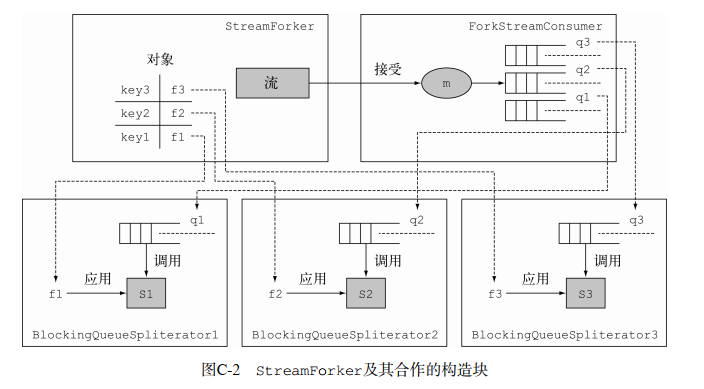 StreamForker
对象
key3 f3
key2 f2
key1 f1
流
接受
ForkStreamConsumer
m
q3
q2
q1
q1
调用
f1
应用
S1
BlockingQueueSpliterator1
q2
调用
f2
应用
S2
BlockingQueueSpliterator2
q3
调用
f3
应用
S3
BlockingQueueSpliterator3
图C-2 StreamForker及其合作的构造块